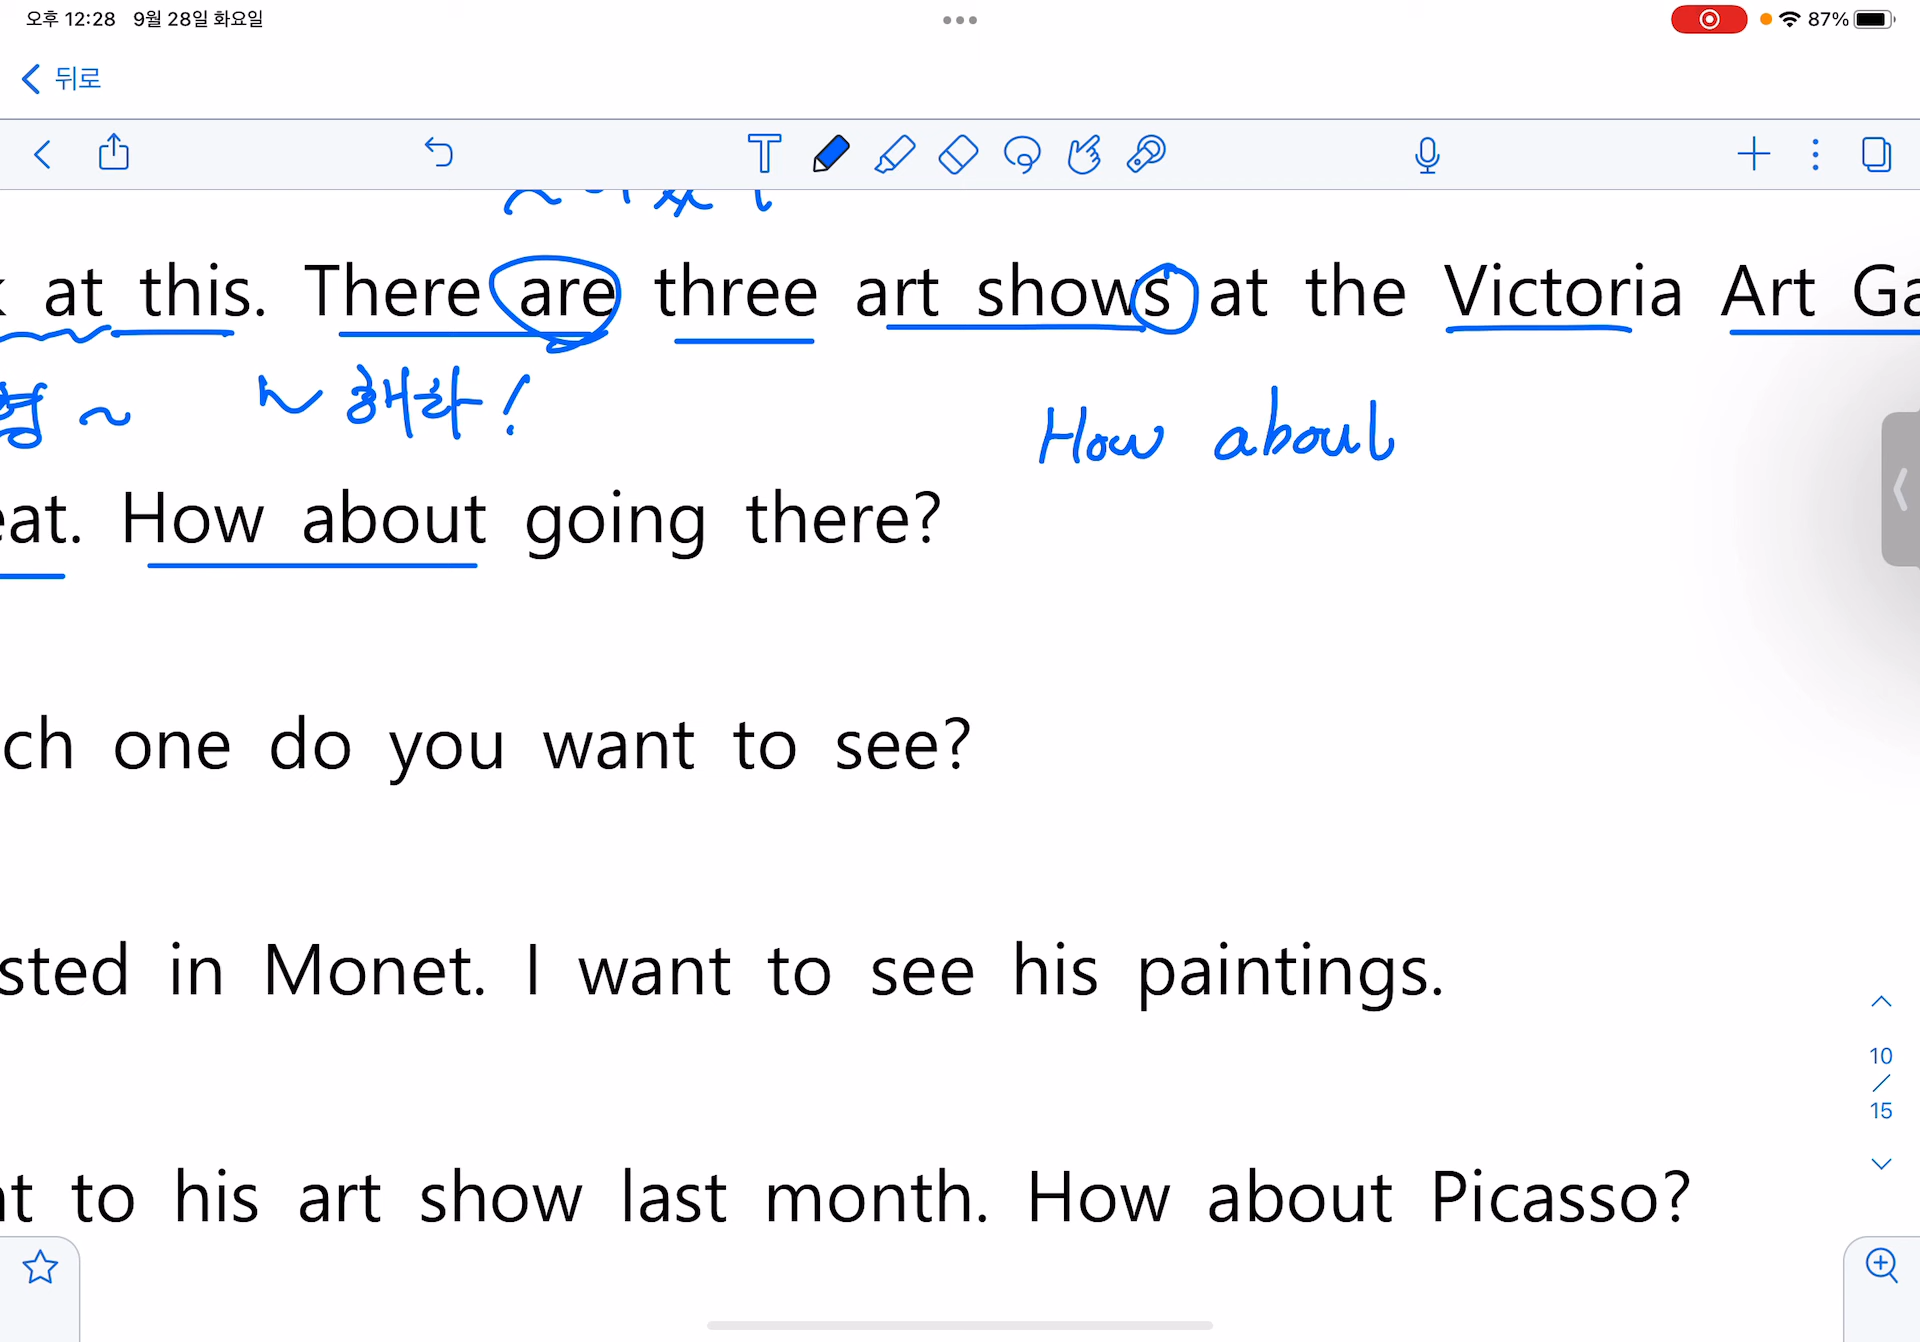 오후 12:28 9월 28일 화요일
87%
뒤로
at this. There are three art shows at the Victoria Art Ga
~ 해라!
How about
eat. How about going there?
ch one do you want to see?
sted in Monet. I want to see his paintings.
10
/
15
nt to his art show last month. How about Picasso?